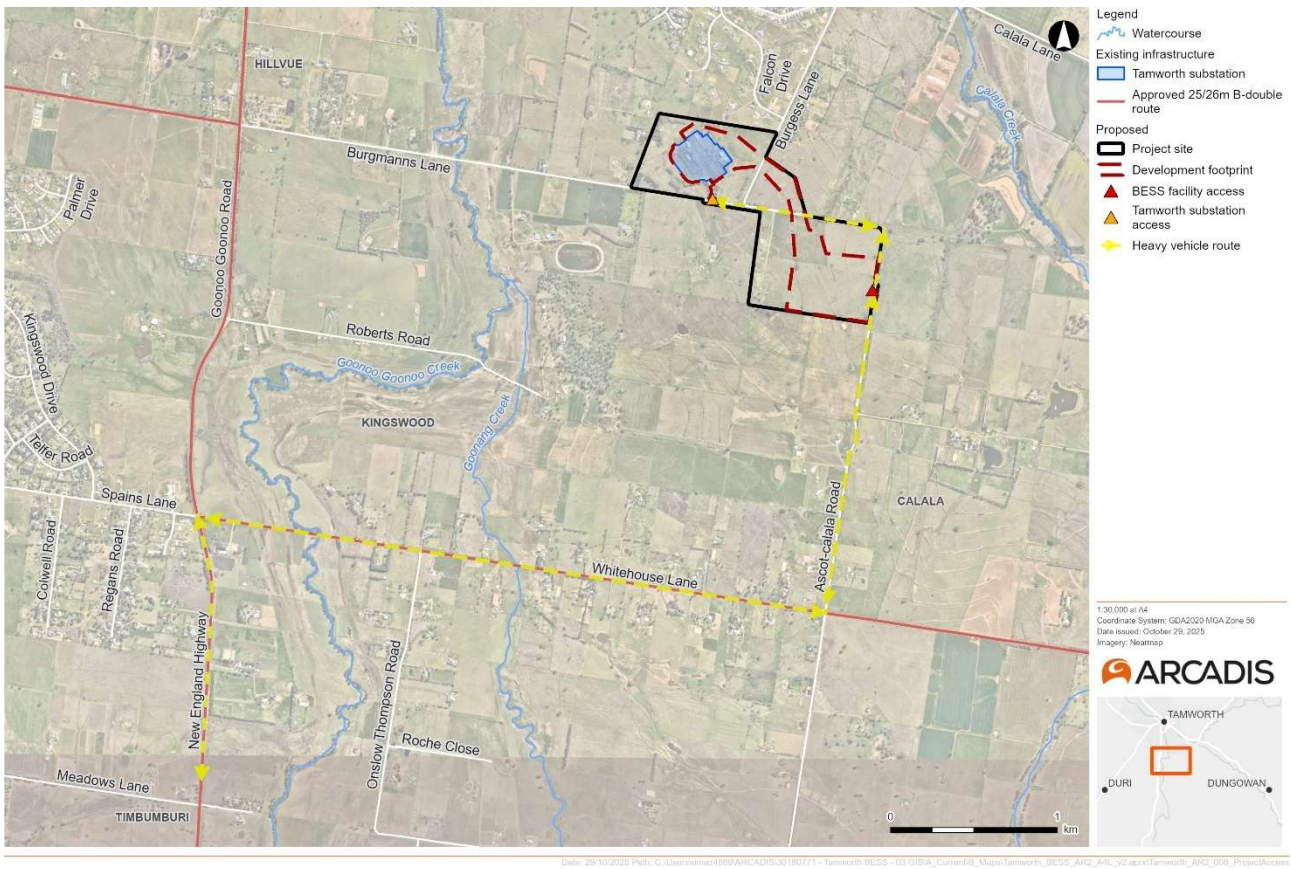 Legend
Watercourse
Existing infrastructure
Tamworth substation
Approved 25/26m B-double
route
Proposed
Project site
Development footprint
BESS facility access
Tamworth substation
access
Heavy vehicle route
HILLVUE
Calala Lane
Falcon
Drive
Burgess Lane
Calala Creek
Burgmanns Lane
Palmer
Drive
Goonoo Goonoo Road
Roberts Road
Goonoo Goonoo Creek
Kingswood Drive
KINGSWOOD
Goonang Creek
Telfer Road
Spains Lane
CALALA
Ascot-calala Road
Colwell Road
Regans Road
Whitehouse Lane
New England Highway
Onslow Thompson Road
Roche Close
Meadows Lane
TIMBUMBURI
0
1
km
1:30,000 at A4
Coordinate System: GDA2020 MGA Zone 56
Date issued: October 29, 2025
Imagery: Nearmap
ARCADIS
TAMWORTH
DURI
DUNGOWAN